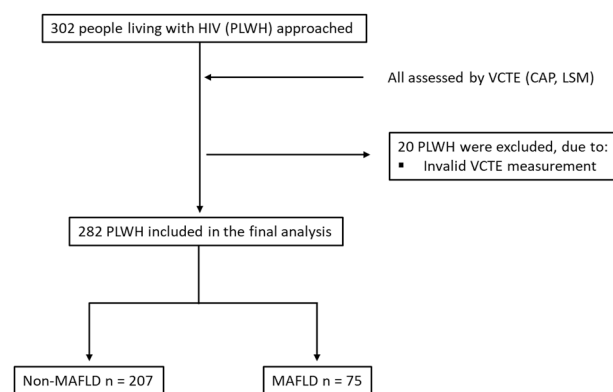 302 people living with HIV (PLWH) approached
All assessed by VCTE (CAP, LSM)
20 PLWH were excluded, due to:
▪ Invalid VCTE measurement
282 PLWH included in the final analysis
Non-MAFLD n = 207
MAFLD n = 75